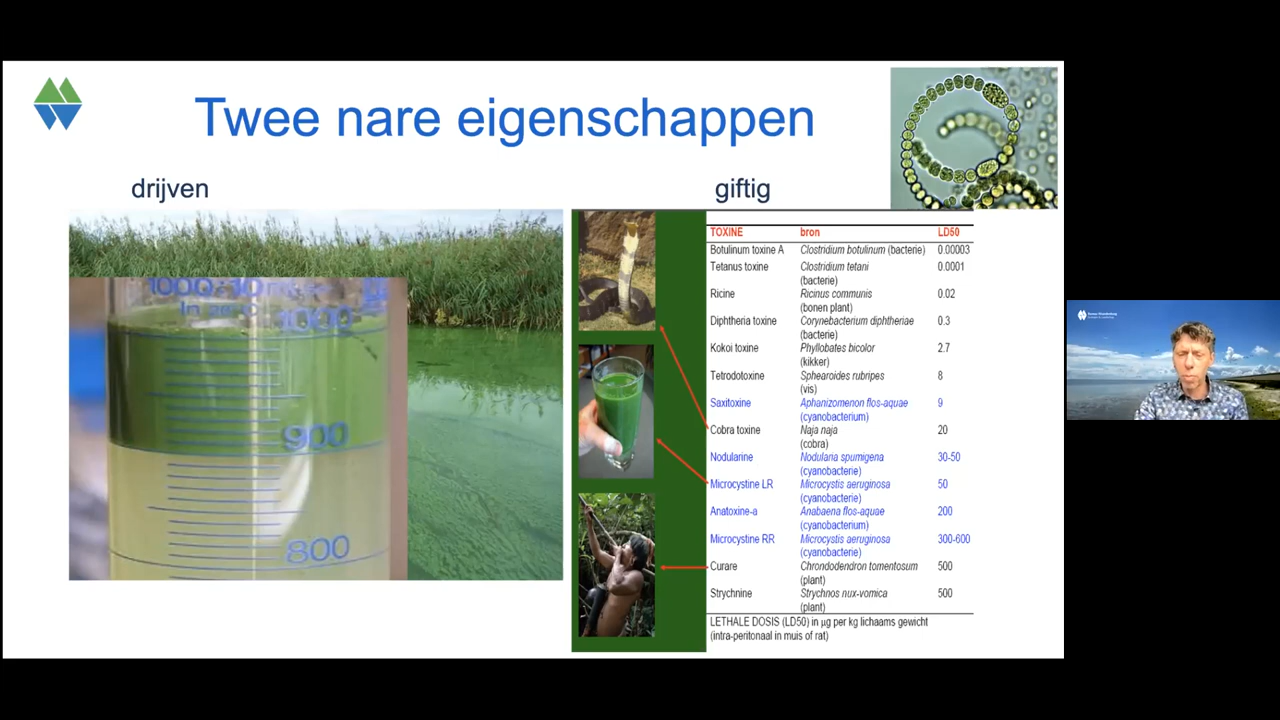 Twee nare eigenschappen
drijven
giftig
1000:10
In 20°C
1000
900
800
TOXINE bron LD50
Botulinum toxine A Clostridium botulinum (bacterie) 0.00003
Tetanus toxine Clostridium tetani 0.0001
(bacterie)
Ricine Ricinus communis 0.02
(bonen plant)
Diphtheria toxine Corynebacterium diphtheriae 0.3
(bacterie)
Kokoi toxine Phyllobates bicolor 2.7
(kikker)
Tetrodotoxine Sphearoides rubripes 8
(vis)
Saxitoxine Aphanizomenon flos-aquae 9
(cyanobacterium)
Cobra toxine Naja naja 20
(cobra)
Nodularine Nodularia spumigena 30-50
(cyanobacterie)
Microcystine LR Microcystis aeruginosa 50
(cyanobacterie)
Anatoxine-a Anabaena flos-aquae 200
(cyanobacterium)
Microcystine RR Microcystis aeruginosa 300-600
(cyanobacterie)
Curare Chrondodendron tomentosum 500
(plant)
Strychnine Strychnos nux-vomica 500
(plant)
LETHALE DOSIS (LD50) in µg per kg lichaams gewicht
(intra-peritonaal in muis of rat)